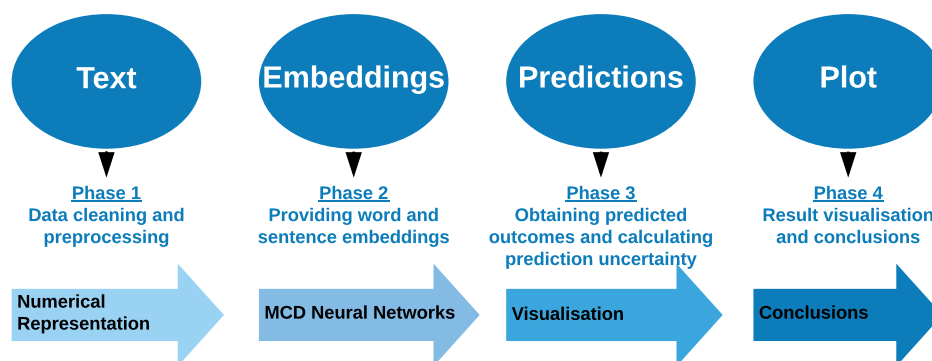 Text
Embeddings
Predictions
Plot
Phase 1
Data cleaning and
preprocessing
Phase 2
Providing word and
sentence embeddings
Phase 3
Obtaining predicted
outcomes and calculating
prediction uncertainty
Phase 4
Result visualisation
and conclusions
Numerical
Representation
MCD Neural Networks
Visualisation
Conclusions